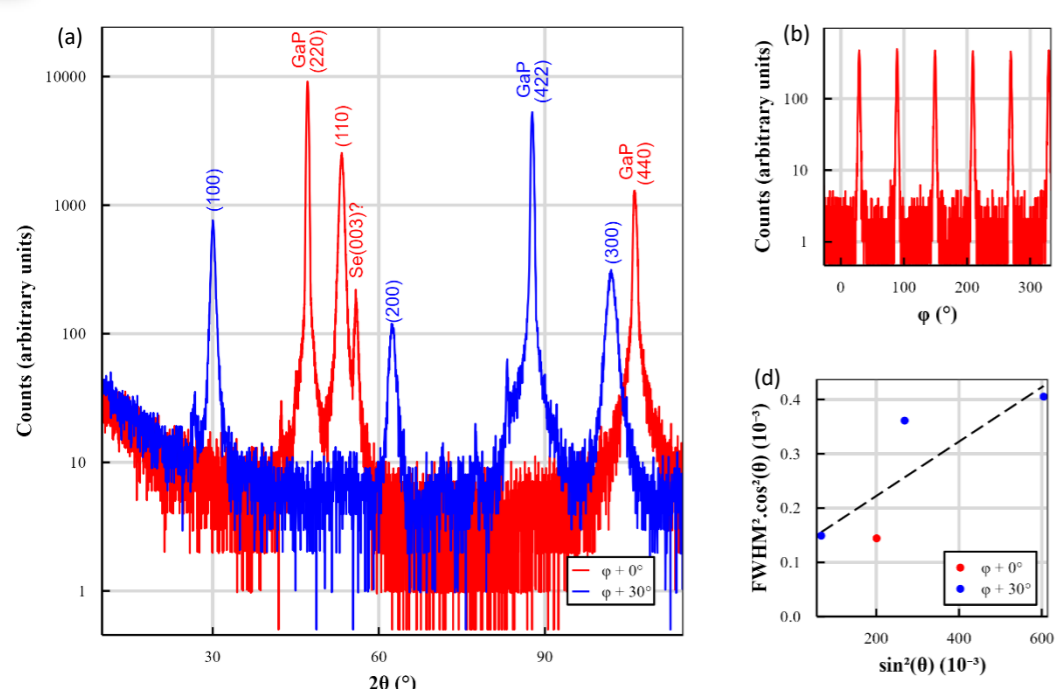 (a)
Counts (arbitrary units)
10000
1000
100
10
1
30
60
90
2θ (°)
(100)
GaP
(220)
(110)
Se(003)?
(200)
GaP
(422)
(300)
GaP
(440)
φ + 0°
φ + 30°
(b)
Counts (arbitrary units)
100
10
1
0
100
200
300
φ (°)
(d)
FWHM².cos²(θ) (10⁻³)
0.4
0.3
0.2
0.1
0.0
200
400
600
sin²(θ) (10⁻³)
φ + 0°
φ + 30°